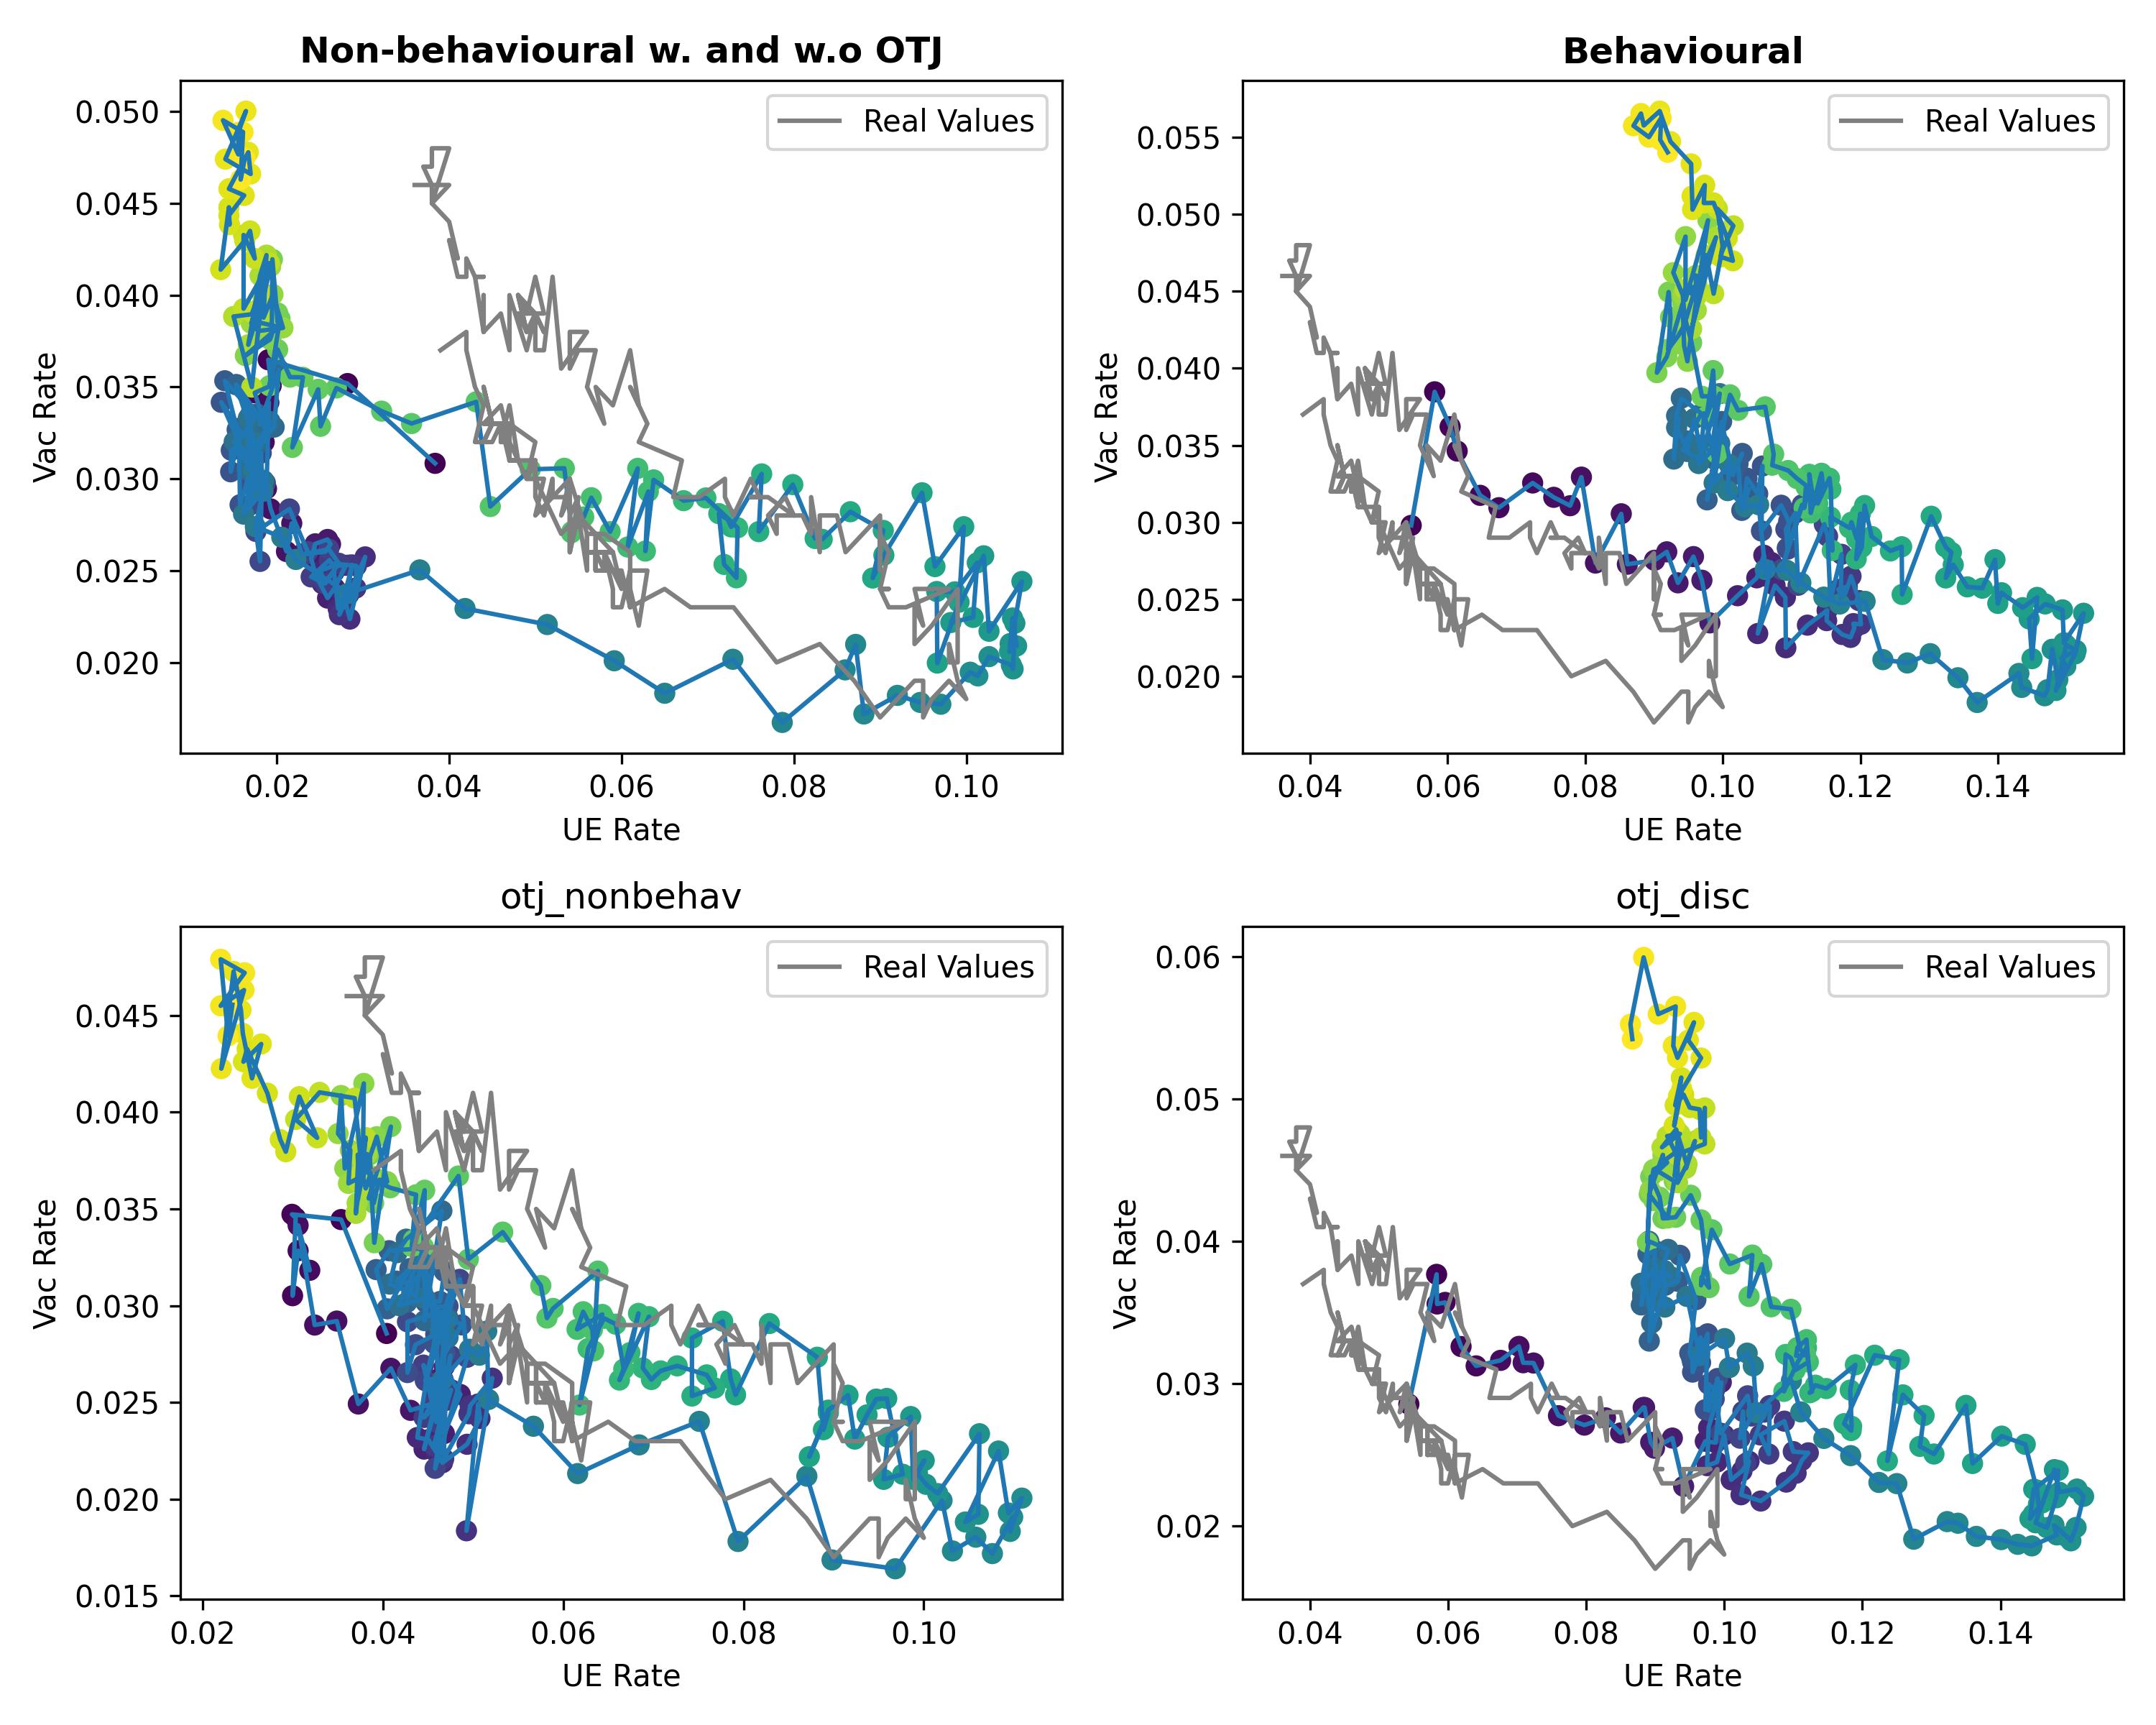 Non-behavioural w. and w.o OTJ
Real Values
0.050
0.045
0.040
0.035
0.030
0.025
0.020
Vac Rate
0.02 0.04 0.06 0.08 0.10
UE Rate
Behavioural
Real Values
0.055
0.050
0.045
0.040
0.035
0.030
0.025
0.020
Vac Rate
0.04 0.06 0.08 0.10 0.12 0.14
UE Rate
otj_nonbehav
Real Values
0.045
0.040
0.035
0.030
0.025
0.020
0.015
Vac Rate
0.02 0.04 0.06 0.08 0.10
UE Rate
otj_disc
Real Values
0.06
0.05
0.04
0.03
0.02
Vac Rate
0.04 0.06 0.08 0.10 0.12 0.14
UE Rate